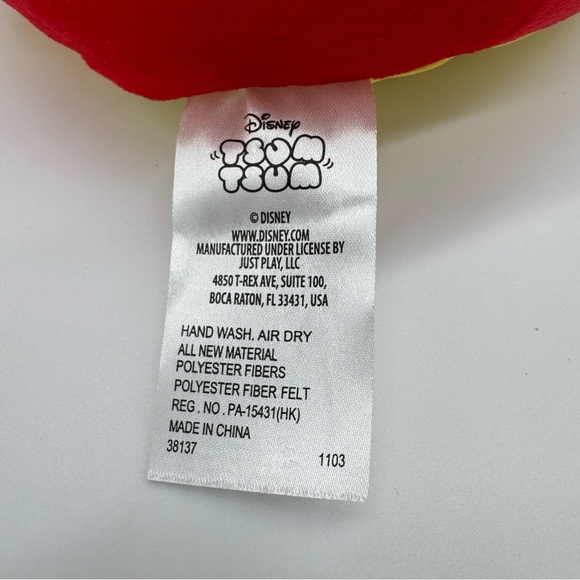 Disney
TSUM
TSUM
© DISNEY
WWW.DISNEY.COM
MANUFACTURED UNDER LICENSE BY
JUST PLAY, LLC
4850 T-REX AVE, SUITE 100,
BOCA RATON, FL 33431, USA
HAND WASH. AIR DRY
ALL NEW MATERIAL
POLYESTER FIBERS
POLYESTER FIBER FELT
REG . NO . PA-15431(HK)
MADE IN CHINA
38137 1103